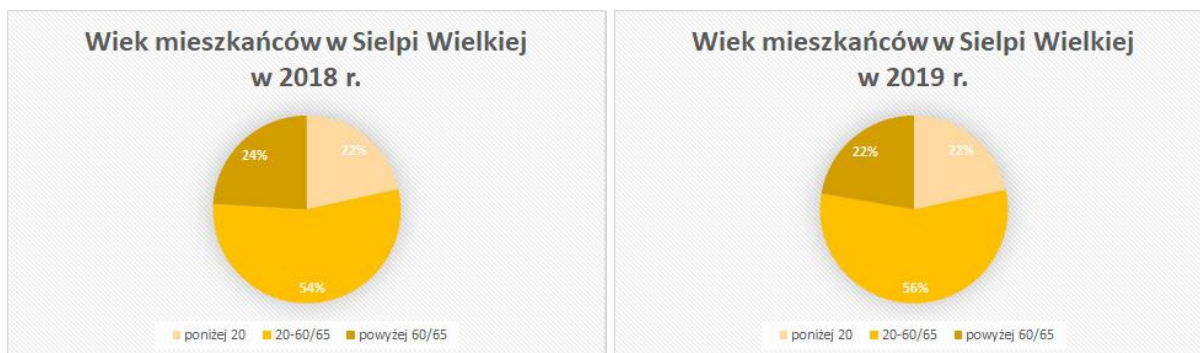 Wiek mieszkańców w Sielpi Wielkiej
w 2018 r.
24%
22%
54%
poniżej 20 20-60/65 powyżej 60/65
Wiek mieszkańców w Sielpi Wielkiej
w 2019 r.
22%
22%
56%
poniżej 20 20-60/65 powyżej 60/65